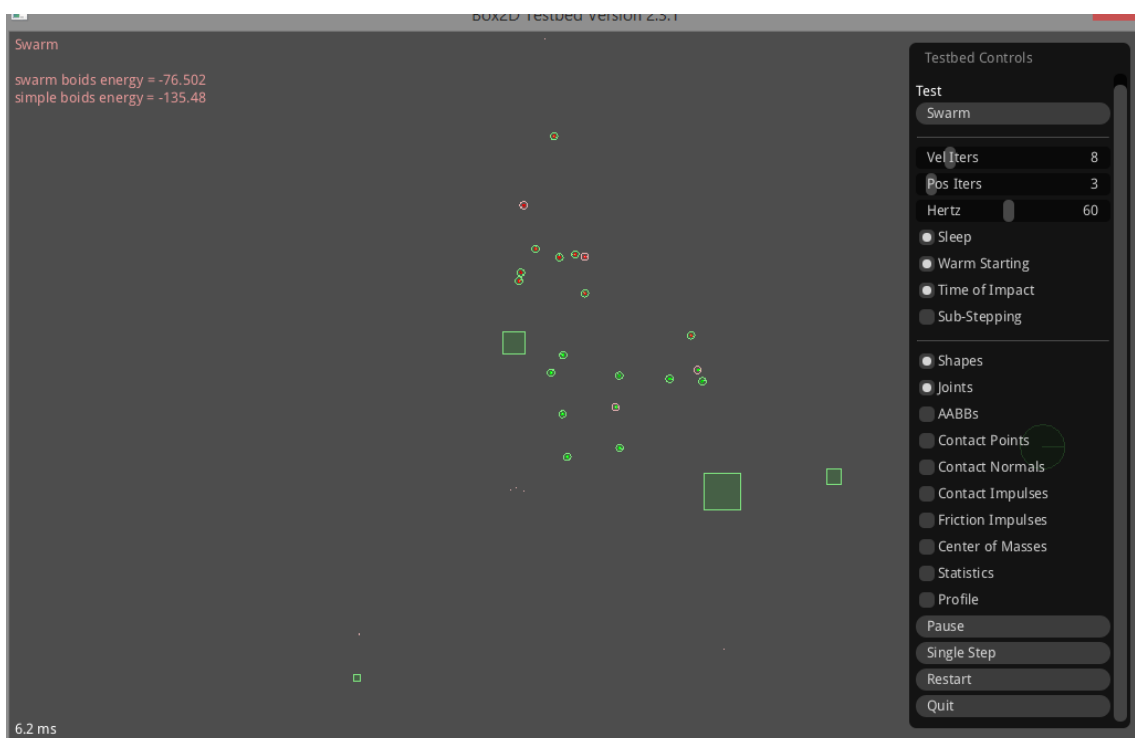 Box2D Testbed Version 2.3.1
Swarm
swarm boids energy = -76.502
simple boids energy = -135.48
Testbed Controls
Test
Swarm
Vel Iters 8
Pos Iters 3
Hertz 60
Sleep
Warm Starting
Time of Impact
Sub-Stepping
Shapes
Joints
AABBs
Contact Points
Contact Normals
Contact Impulses
Friction Impulses
Center of Masses
Statistics
Profile
Pause
Single Step
Restart
Quit
6.2 ms